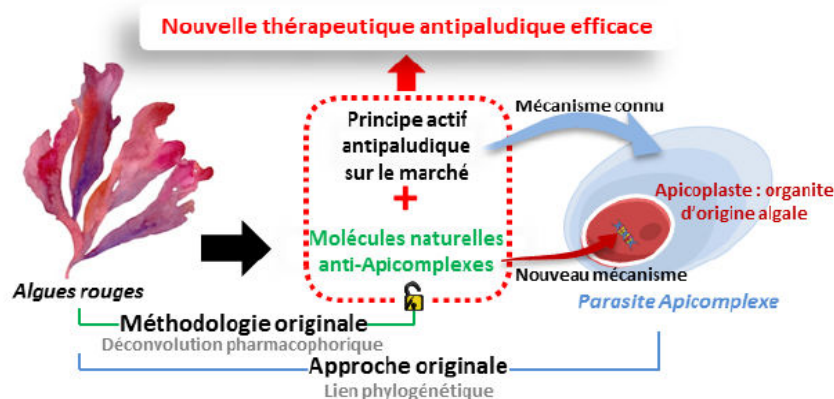 Nouvelle thérapeutique antipaludique efficace
Mécanisme connu
Principe actif
antipaludique
sur le marché
+
Apicoplaste : organite
d'origine algale
Molécules naturelles
anti-Apicomplexes
Nouveau mécanisme
Algues rouges
Parasite Apicomplexe
Méthodologie originale
Déconvolution pharmacophorique
Approche originale
Lien phylogénétique